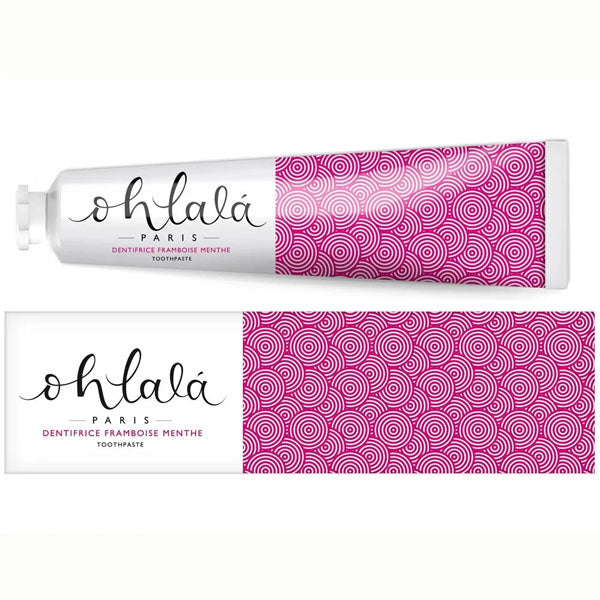 ohlalá
PARIS
DENTIFRICE FRAMBOISE MENTHE
TOOTHPASTE
ohlalá
PARIS
DENTIFRICE FRAMBOISE MENTHE
TOOTHPASTE